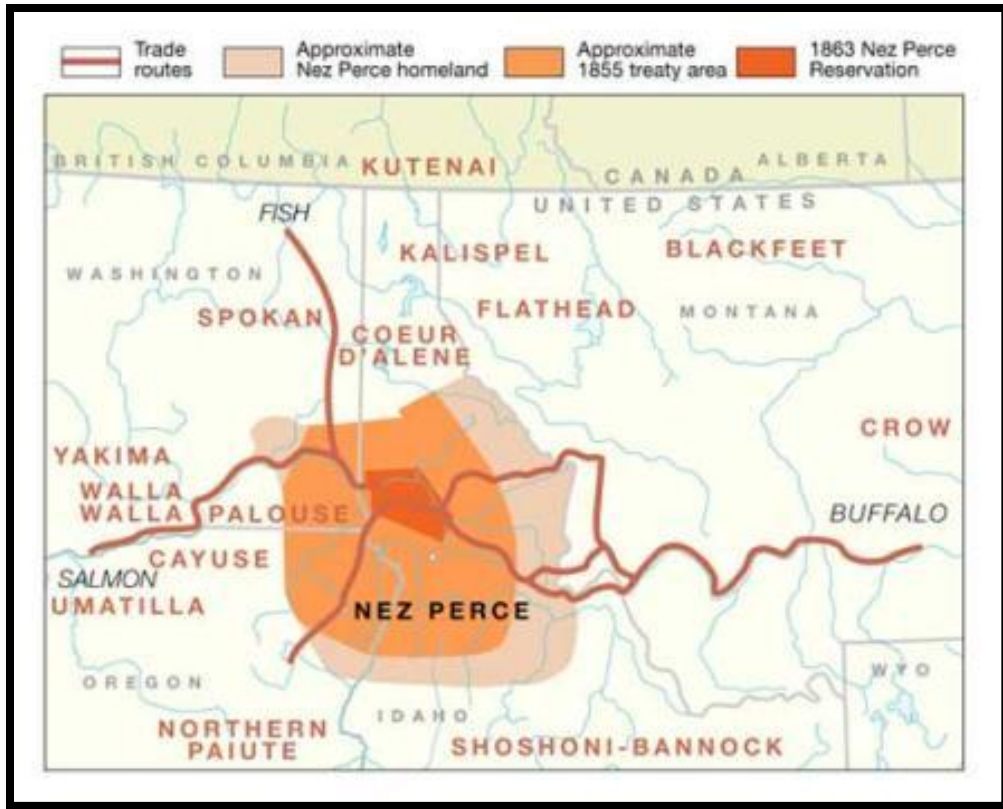 Trade
routes
Approximate
Nez Perce homeland
Approximate
1855 treaty area
1863 Nez Perce
Reservation
BRITISH COLUMBIA
KUTENAI
CANADA
ALBERTA
UNITED STATES
FISH
KALISPEL
BLACKFEET
WASHINGTON
SPOKAN
FLATHEAD
MONTANA
COEUR
D'ALENE
CROW
YAKIMA
WALLA
WALLA
PALOUSE
BUFFALO
CAYUSE
SALMON
UMATILLA
NEZ PERCE
OREGON
WYO
IDAHO
NORTHERN
PAIUTE
SHOSHONI-BANNOCK